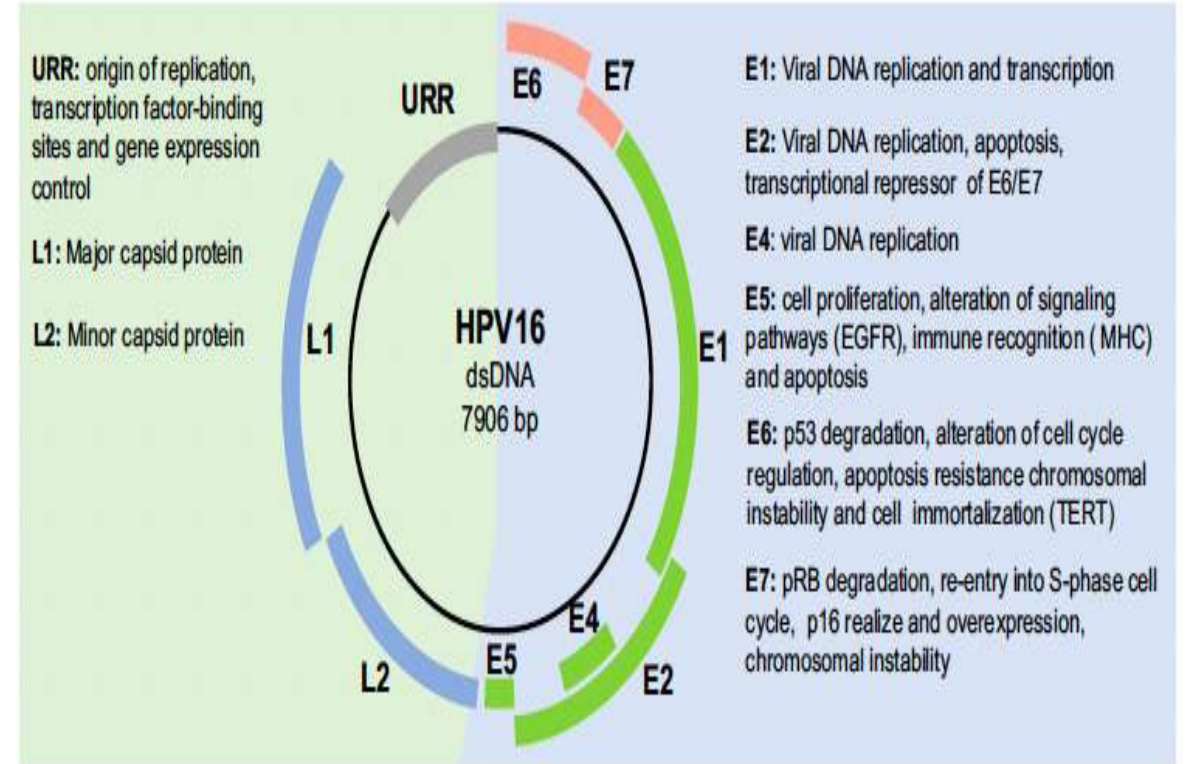 URR: origin of replication,
transcription factor-binding
sites and gene expression
control
L1: Major capsid protein
L2: Minor capsid protein
URR
E6
E7
L1
HPV16
dsDNA
7906 bp
E1
E4
E5
L2
E2
E1: Viral DNA replication and transcription
E2: Viral DNA replication, apoptosis,
transcriptional repressor of E6/E7
E4: viral DNA replication
E5: cell proliferation, alteration of signaling
pathways (EGFR), immune recognition ( MHC)
and apoptosis
E6: p53 degradation, alteration of cell cycle
regulation, apoptosis resistance chromosomal
instability and cell immortalization (TERT)
E7: pRB degradation, re-entry into S-phase cell
cycle, p16 realize and overexpression,
chromosomal instability